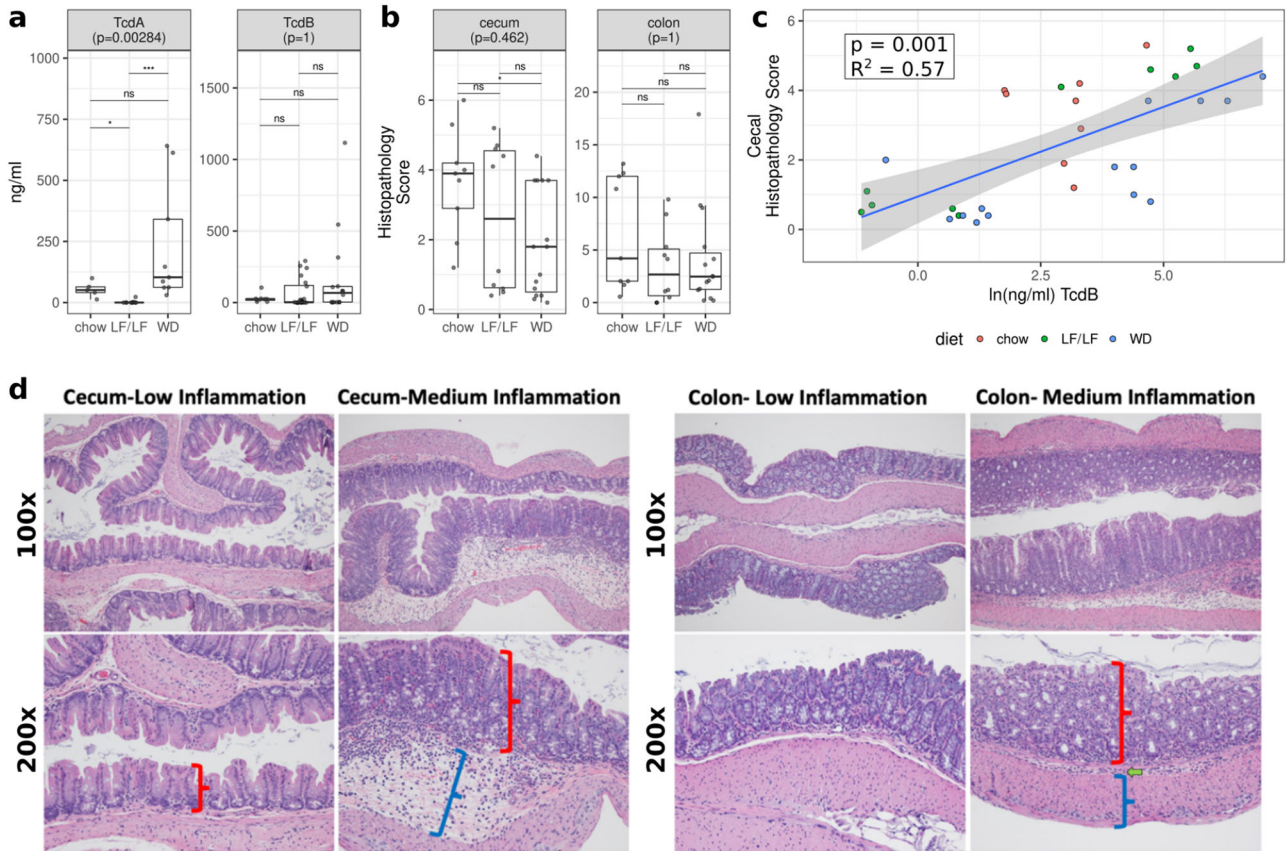 a
TcdA
(p=0.00284)
TcdB
(p=1)
ng/ml
1000
750
500
250
0
***
ns
*
chow LF/LF WD
1500
1000
500
0
ns
ns
ns
chow LF/LF WD
b
cecum
(p=0.462)
colon
(p=1)
Histopathology
Score
6
4
2
0
ns
*
ns
chow LF/LF WD
20
15
10
5
0
ns
ns
ns
chow LF/LF WD
c
p = 0.001
R² = 0.57
Cecal
Histopathology Score
6
4
2
0
0.0 2.5 5.0
ln(ng/ml) TcdB
diet chow LF/LF WD
d
Cecum-Low Inflammation
Cecum-Medium Inflammation
Colon- Low Inflammation
Colon- Medium Inflammation
100x
100x
200x
200x